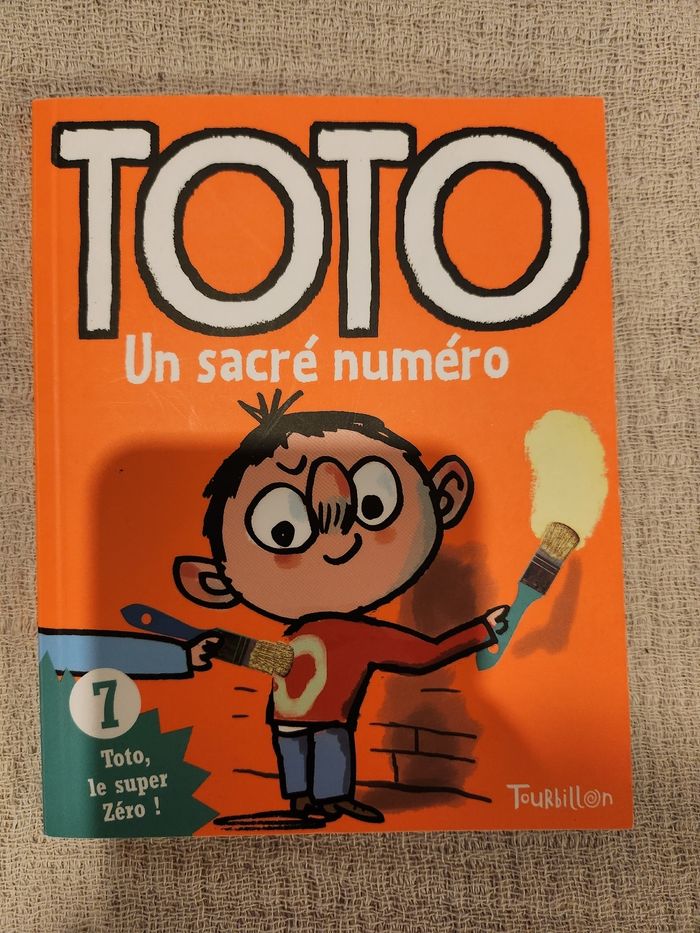 TOTO
Un sacré numéro
7
Toto,
le super
Zéro !
Tourbillon